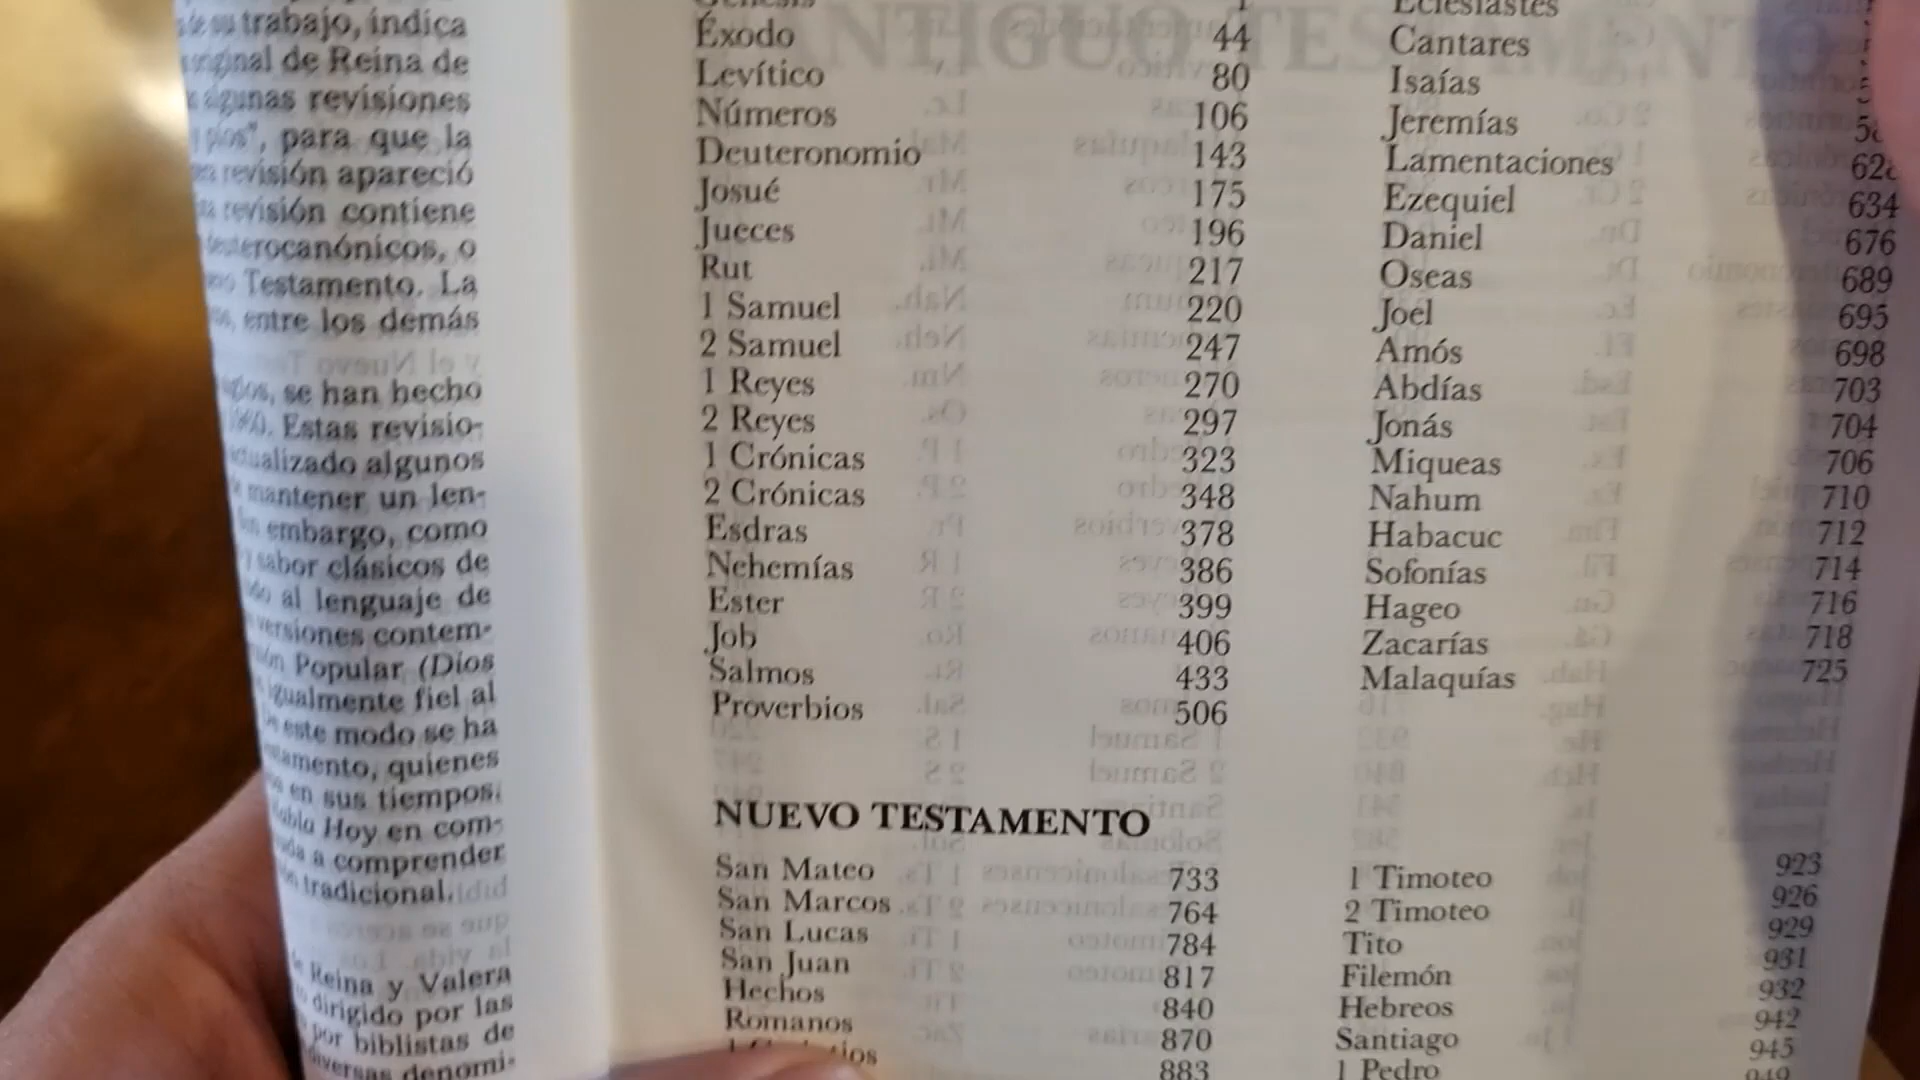 trabajo, indica
de Reina de
algunas revisiones
para que la
revisión apareció
revisión contiene
o
Testamento. La
entre los demás
se han hecho
Estas revisio-
algunos
mantener un len-
embargo, como
sabor clásicos de
al lenguaje de
versiones contem-
Popular (Dios
igualmente fiel al
este modo se ha
quienes
en sus tiempos.
Hoy en com-
a comprender
tradicional.
Reina y Valera
dirigido por las
por biblistas de
diversas denomi-
Génesis 1
Éxodo 44
Levítico 80
Números 106
Deuteronomio 143
Josué 175
Jueces 196
Rut 217
1 Samuel 220
2 Samuel 247
1 Reyes 270
2 Reyes 297
1 Crónicas 323
2 Crónicas 348
Esdras 378
Nehemías 386
Ester 399
Job 406
Salmos 433
Proverbios 506
Eclesiastés
Cantares
Isaías
Jeremías
Lamentaciones
Ezequiel 634
Daniel 676
Oseas 689
Joel 695
Amós 698
Abdías 703
Jonás 704
Miqueas 706
Nahum 710
Habacuc 712
Sofonías 714
Hageo 716
Zacarías 718
Malaquías 725
NUEVO TESTAMENTO
San Mateo 733
San Marcos 764
San Lucas 784
San Juan 817
Hechos 840
Romanos 870
883
1 Timoteo 923
2 Timoteo 926
Tito 929
Filemón 931
Hebreos 932
Santiago 942
1 Pedro 945